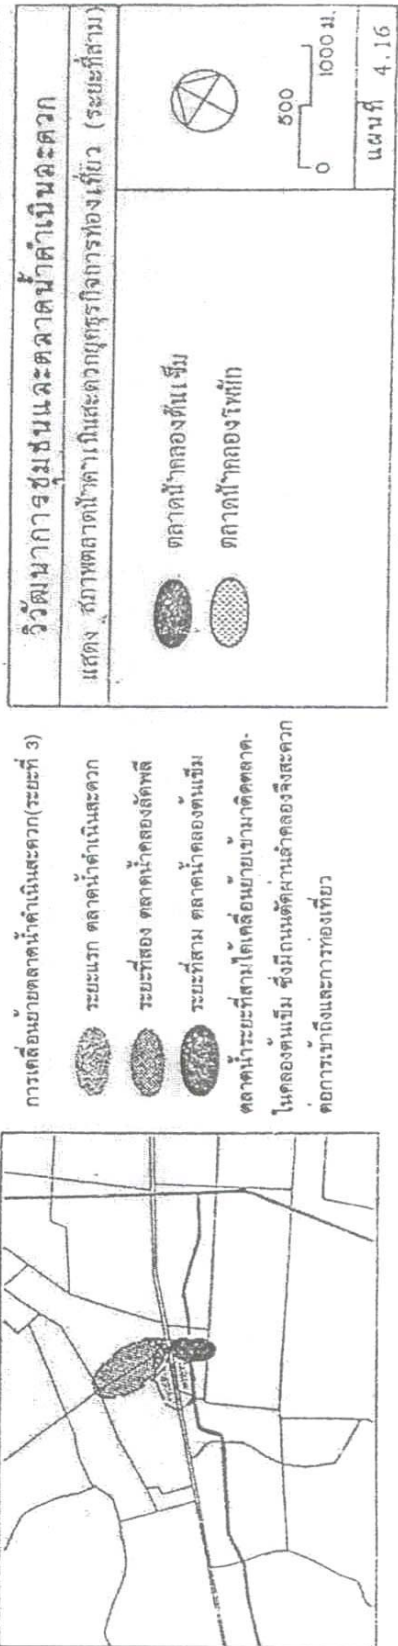 การเคลื่อนย้ายตลาดน้ำดำเนินสะดวก(ระยะที่ 3)
ระยะแรก ตลาดน้ำดำเนินสะดวก
ระยะที่สอง ตลาดน้ำคลองลัดพลี
ระยะที่สาม ตลาดน้ำคลองต้นเข็ม
ตลาดน้ำระยะที่สามได้เคลื่อนย้ายเข้ามาติดตลาด-
ในคลองต้นเข็ม ซึ่งมีถนนตัดผ่านลำคลองจึงสะดวก
ต่อการเข้าถึงและการท่องเที่ยว
วิวัฒนาการชุมชนและตลาดน้ำดำเนินสะดวก
แสดง สภาพตลาดน้ำดำเนินสะดวกยุคธุรกิจการท่องเที่ยว (ระยะที่สาม)
ตลาดน้ำคลองต้นเข็ม
ตลาดน้ำคลองโพหัก
0 500 1000 ม.
แผนที่ 4.16